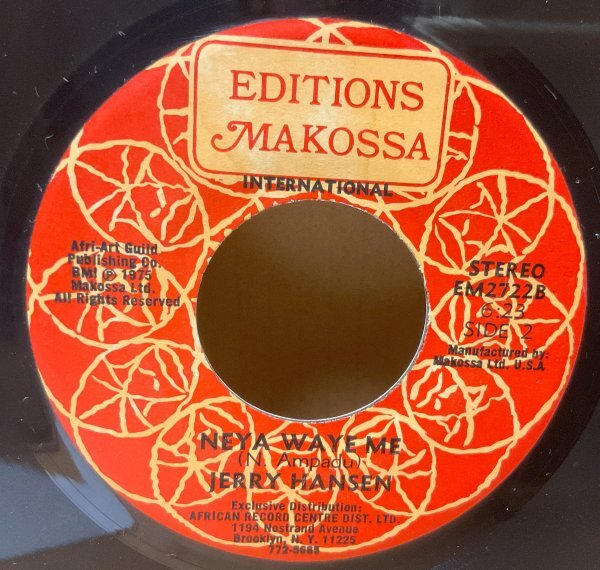 EDITIONS
MAKOSSA
INTERNATIONAL
Afri-Art Guild
Publishing Co.
BMI ℗ 1975
Makossa Ltd.
All Rights Reserved
STEREO
EM2722B
6:23
SIDE 2
Manufactured by:
Makossa Ltd. U.S.A
NEYA WAYE ME
(N. Ampadu)
JERRY HANSEN
Exclusive Distribution:
AFRICAN RECORD CENTRE DIST. LTD.
1194 Nostrand Avenue
Brooklyn, N. Y. 11225
772-5665